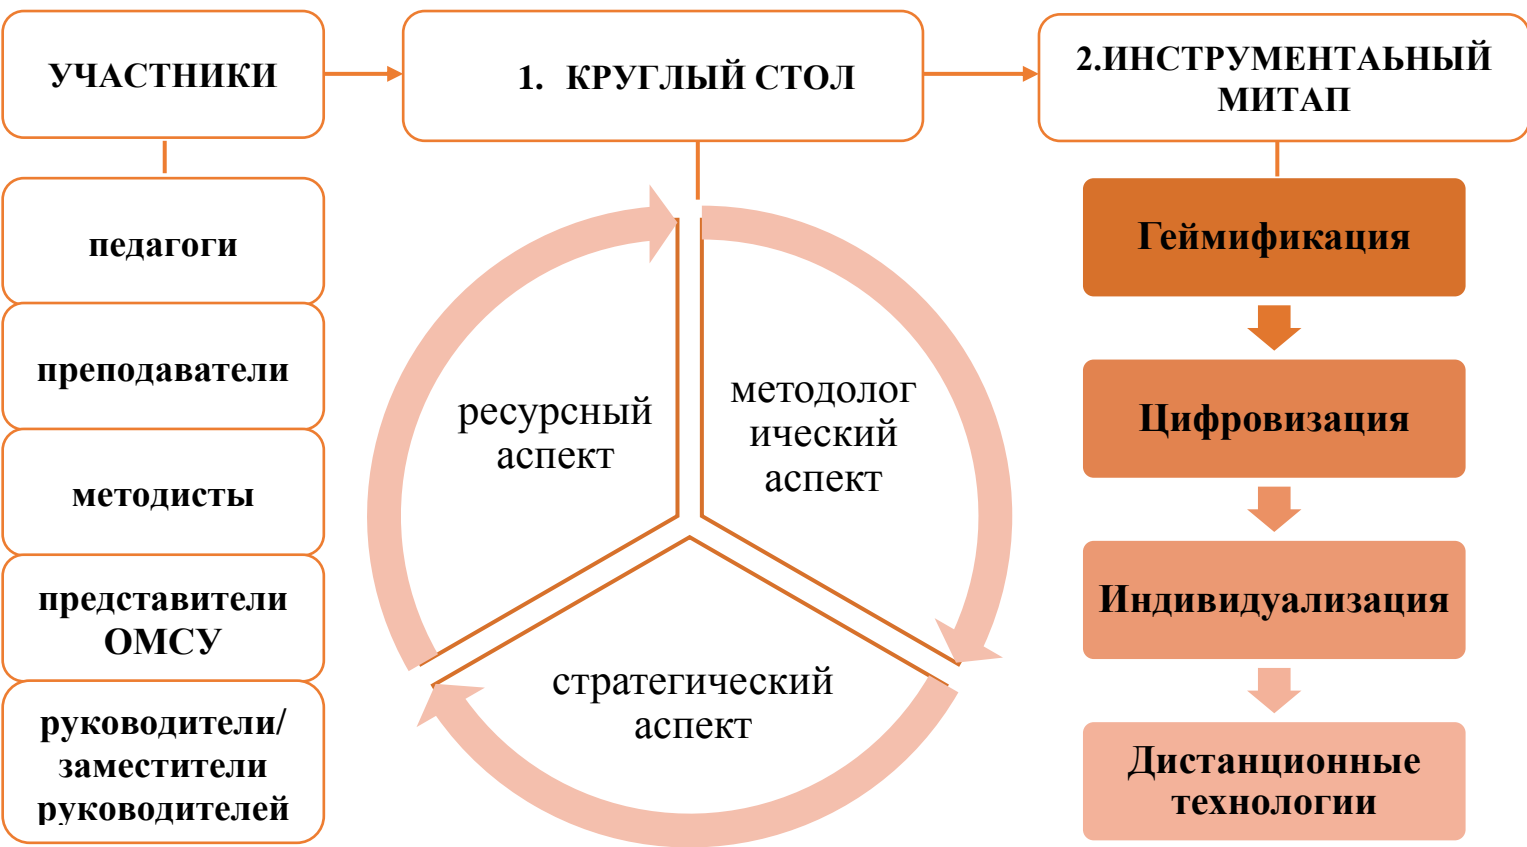 УЧАСТНИКИ
1. КРУГЛЫЙ СТОЛ
2.ИНСТРУМЕНТАЬНЫЙ
МИТАП
педагоги
преподаватели
методисты
представители
ОМСУ
руководители/
заместители
руководителей
ресурсный
аспект
методолог
ический
аспект
стратегический
аспект
Геймификация
Цифровизация
Индивидуализация
Дистанционные
технологии